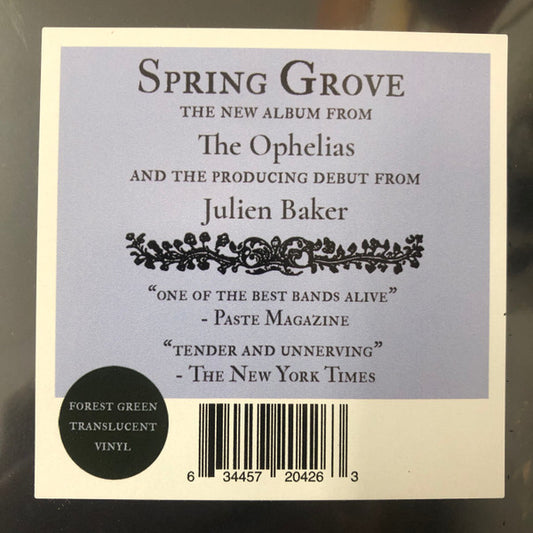 Spring Grove
the new album from
The Ophelias
and the producing debut from
Julien Baker
“one of the best bands alive”
- Paste Magazine
“tender and unnerving”
- The New York Times
forest green
translucent
vinyl
6 34457 20426 3